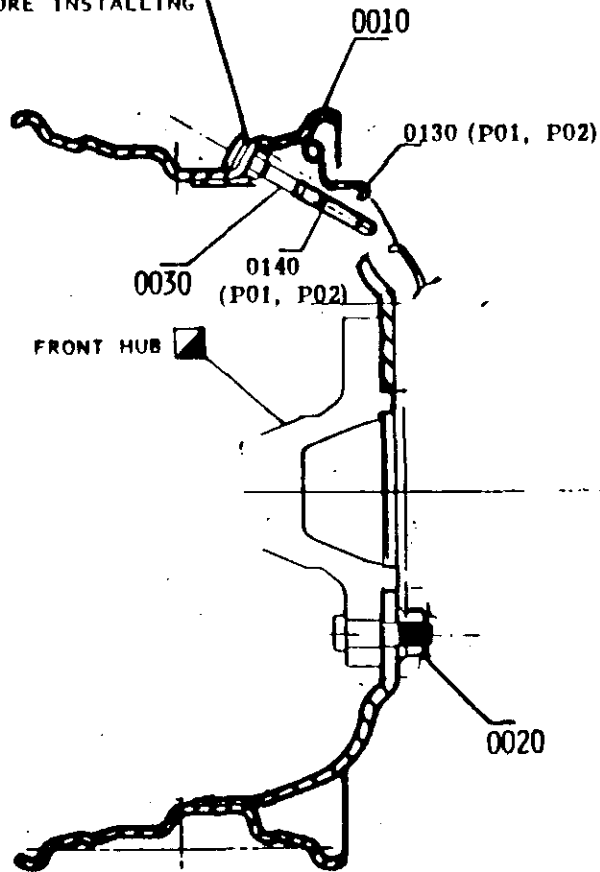 ORE INSTALLING
0010
0130 (P01, P02)
0030
0140
(P01, P02)
FRONT HUB
0020